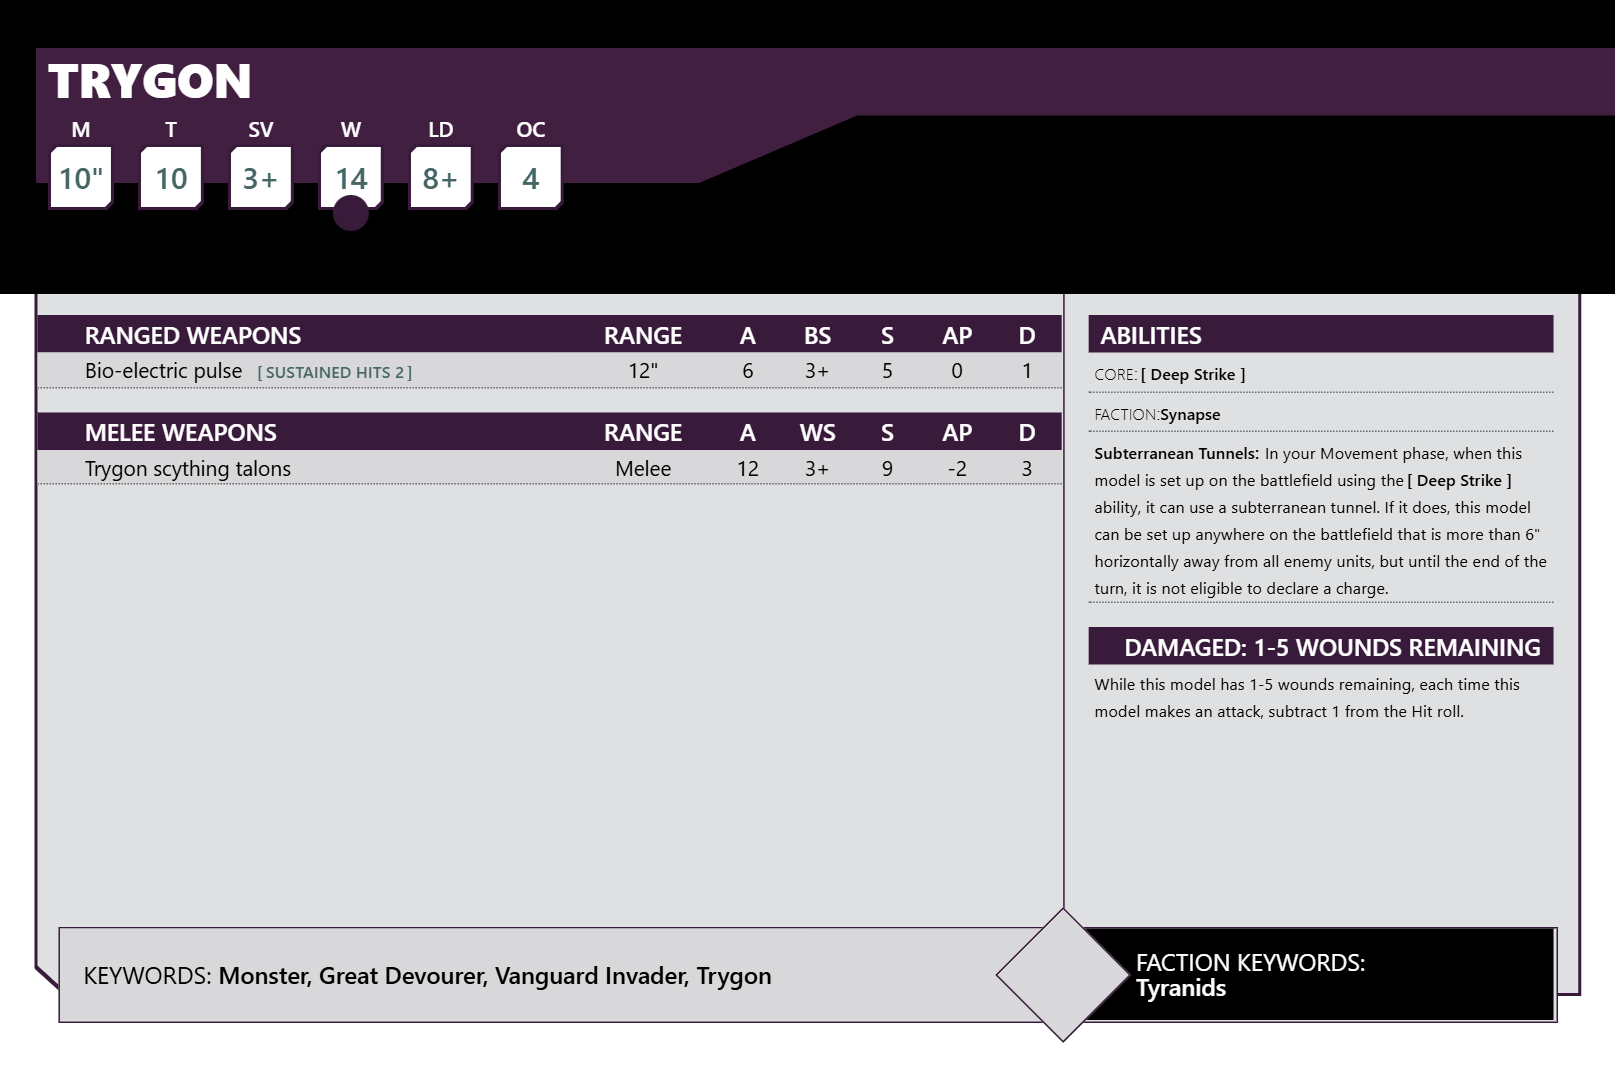 TRYGON
M T SV W LD OC
10" 10 3+ 14 8+ 4
RANGED WEAPONS RANGE A BS S AP D
Bio-electric pulse [ SUSTAINED HITS 2 ] 12" 6 3+ 5 0 1
MELEE WEAPONS RANGE A WS S AP D
Trygon scything talons Melee 12 3+ 9 -2 3
ABILITIES
CORE: [ Deep Strike ]
FACTION:Synapse
Subterranean Tunnels: In your Movement phase, when this
model is set up on the battlefield using the [ Deep Strike ]
ability, it can use a subterranean tunnel. If it does, this model
can be set up anywhere on the battlefield that is more than 6"
horizontally away from all enemy units, but until the end of the
turn, it is not eligible to declare a charge.
DAMAGED: 1-5 WOUNDS REMAINING
While this model has 1-5 wounds remaining, each time this
model makes an attack, subtract 1 from the Hit roll.
KEYWORDS: Monster, Great Devourer, Vanguard Invader, Trygon
FACTION KEYWORDS:
Tyranids